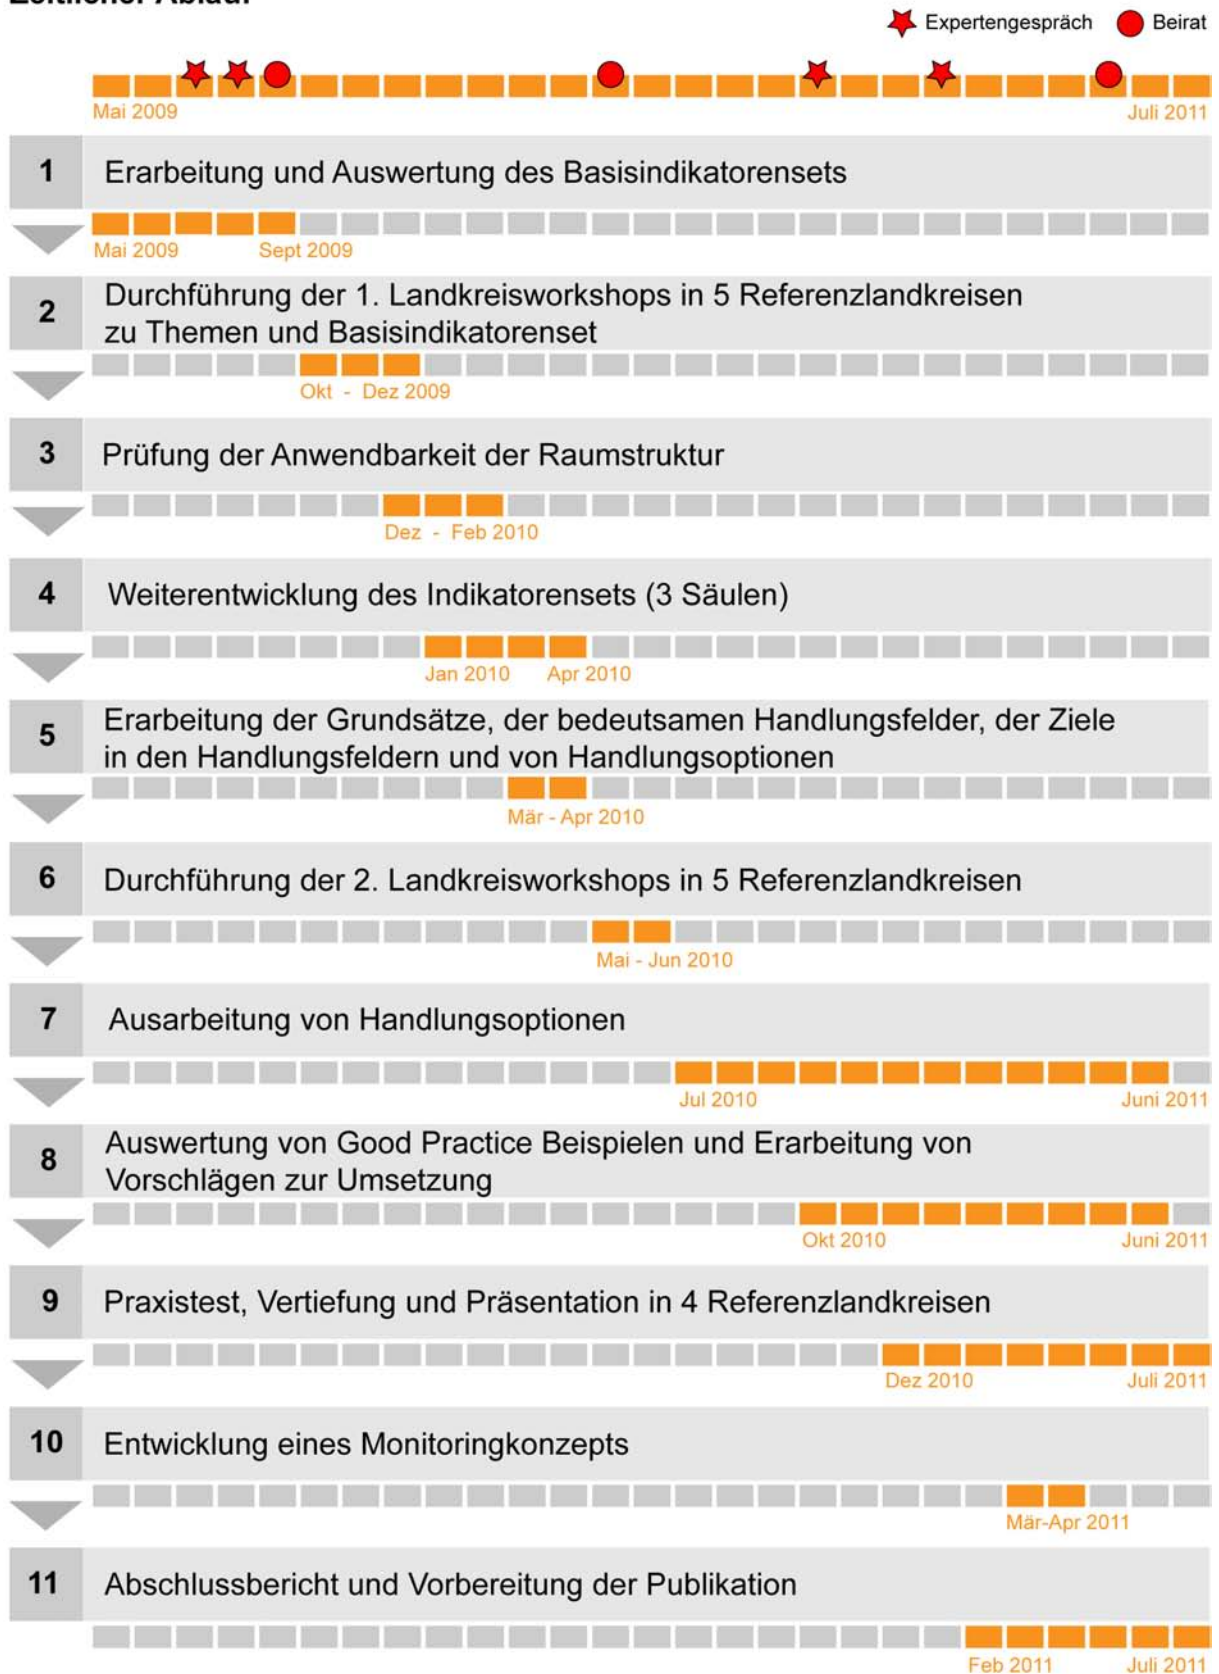 Zeitlicher Ablauf
Expertengespräch
Beirat
Mai 2009
Juli 2011
1
Erarbeitung und Auswertung des Basisindikatorensets
Mai 2009
Sept 2009
2
Durchführung der 1. Landkreisworkshops in 5 Referenzlandkreisen
zu Themen und Basisindikatorenset
Okt - Dez 2009
3
Prüfung der Anwendbarkeit der Raumstruktur
Dez - Feb 2010
4
Weiterentwicklung des Indikatorensets (3 Säulen)
Jan 2010
Apr 2010
5
Erarbeitung der Grundsätze, der bedeutsamen Handlungsfelder, der Ziele
in den Handlungsfeldern und von Handlungsoptionen
Mär - Apr 2010
6
Durchführung der 2. Landkreisworkshops in 5 Referenzlandkreisen
Mai - Jun 2010
7
Ausarbeitung von Handlungsoptionen
Jul 2010
Juni 2011
8
Auswertung von Good Practice Beispielen und Erarbeitung von
Vorschlägen zur Umsetzung
Okt 2010
Juni 2011
9
Praxistest, Vertiefung und Präsentation in 4 Referenzlandkreisen
Dez 2010
Juli 2011
10
Entwicklung eines Monitoringkonzepts
Mär-Apr 2011
11
Abschlussbericht und Vorbereitung der Publikation
Feb 2011
Juli 2011